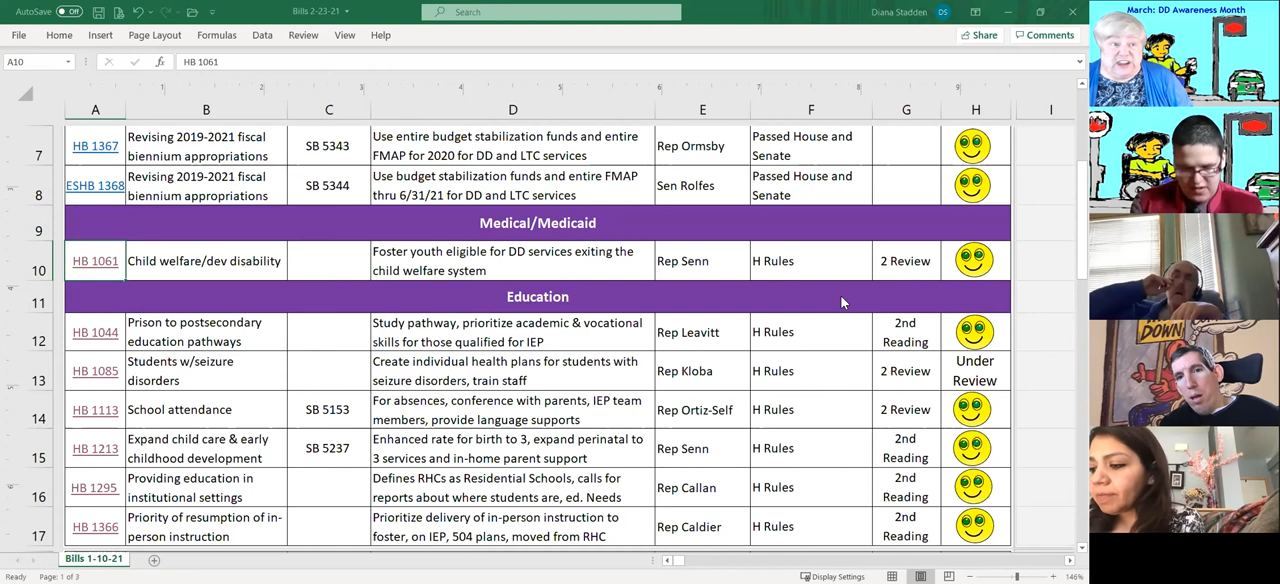 AutoSave Off Bills 2-23-21 Search Diana Stadden DS
File Home Insert Page Layout Formulas Data Review View Help Share Comments
A10 fx HB 1061
1 2 3 4 5 6 7 8 9
A B C D E F G H I
7 HB 1367 Revising 2019-2021 fiscal biennium appropriations SB 5343 Use entire budget stabilization funds and entire FMAP for 2020 for DD and LTC services Rep Ormsby Passed House and Senate
8 ESHB 1368 Revising 2019-2021 fiscal biennium appropriations SB 5344 Use budget stabilization funds and entire FMAP thru 6/31/21 for DD and LTC services Sen Rolfes Passed House and Senate
9 Medical/Medicaid
10 HB 1061 Child welfare/dev disability Foster youth eligible for DD services exiting the child welfare system Rep Senn H Rules 2 Review
11 Education
12 HB 1044 Prison to postsecondary education pathways Study pathway, prioritize academic & vocational skills for those qualified for IEP Rep Leavitt H Rules 2nd Reading
13 HB 1085 Students w/seizure disorders Create individual health plans for students with seizure disorders, train staff Rep Kloba H Rules 2 Review Under Review
14 HB 1113 School attendance SB 5153 For absences, conference with parents, IEP team members, provide language supports Rep Ortiz-Self H Rules 2 Review
15 HB 1213 Expand child care & early childhood development SB 5237 Enhanced rate for birth to 3, expand perinatal to 3 services and in-home parent support Rep Senn H Rules 2nd Reading
16 HB 1295 Providing education in institutional settings Defines RHCs as Residential Schools, calls for reports about where students are, ed. Needs Rep Callan H Rules 2nd Reading
17 HB 1366 Priority of resumption of in-person instruction Prioritize delivery of in-person instruction to foster, on IEP, 504 plans, moved from RHC Rep Caldier H Rules 2nd Reading
Bills 1-10-21
Ready Page: 1 of 3 Display Settings 146%
March: DD Awareness Month
DOWN